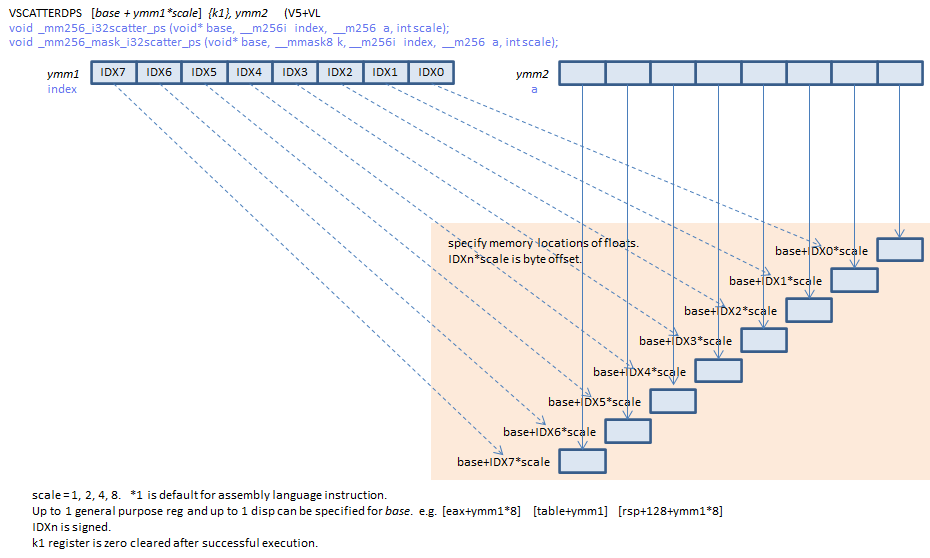 VSCATTERDPS [base + ymm1*scale] {k1}, ymm2 (V5+VL
void _mm256_i32scatter_ps (void* base, __m256i index, __m256 a, int scale);
void _mm256_mask_i32scatter_ps (void* base, __mmask8 k, __m256i index, __m256 a, int scale);
ymm1 IDX7 IDX6 IDX5 IDX4 IDX3 IDX2 IDX1 IDX0 ymm2
index a
specify memory locations of floats.
base+IDX0*scale
IDXn*scale is byte offset.
base+IDX1*scale
base+IDX2*scale
base+IDX3*scale
base+IDX4*scale
base+IDX5*scale
base+IDX6*scale
base+IDX7*scale
scale = 1, 2, 4, 8. *1 is default for assembly language instruction.
Up to 1 general purpose reg and up to 1 disp can be specified for base. e.g. [eax+ymm1*8] [table+ymm1] [rsp+128+ymm1*8]
IDXn is signed.
k1 register is zero cleared after successful execution.